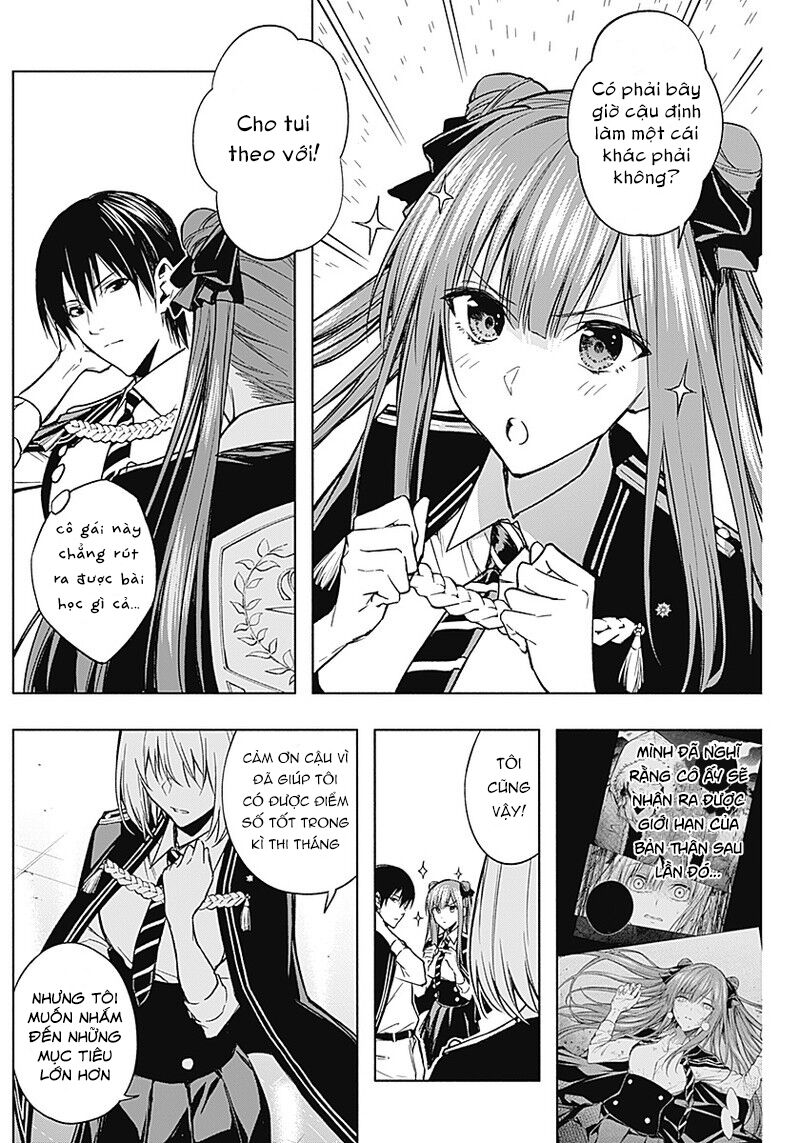 Có phải bây
giờ cậu định
làm một cái
khác phải
không?
Cho tui
theo với!
cô gái này
chẳng rút
ra được bài
học gì cả...
MÌNH ĐÃ NGHĨ
RẰNG CÔ ẤY SẼ
NHẬN RA ĐƯỢC
GIỚI HẠN CỦA
BẢN THÂN SAU
LẦN ĐÓ...
TÔI
CŨNG
VẬY!
CẢM ƠN CẬU VÌ
ĐÃ GIÚP TÔI
CÓ ĐƯỢC ĐIỂM
SỐ TỐT TRONG
KÌ THI THÁNG
NHƯNG TÔI
MUỐN NHẮM
ĐẾN NHỮNG
MỤC TIÊU
LỚN HƠN